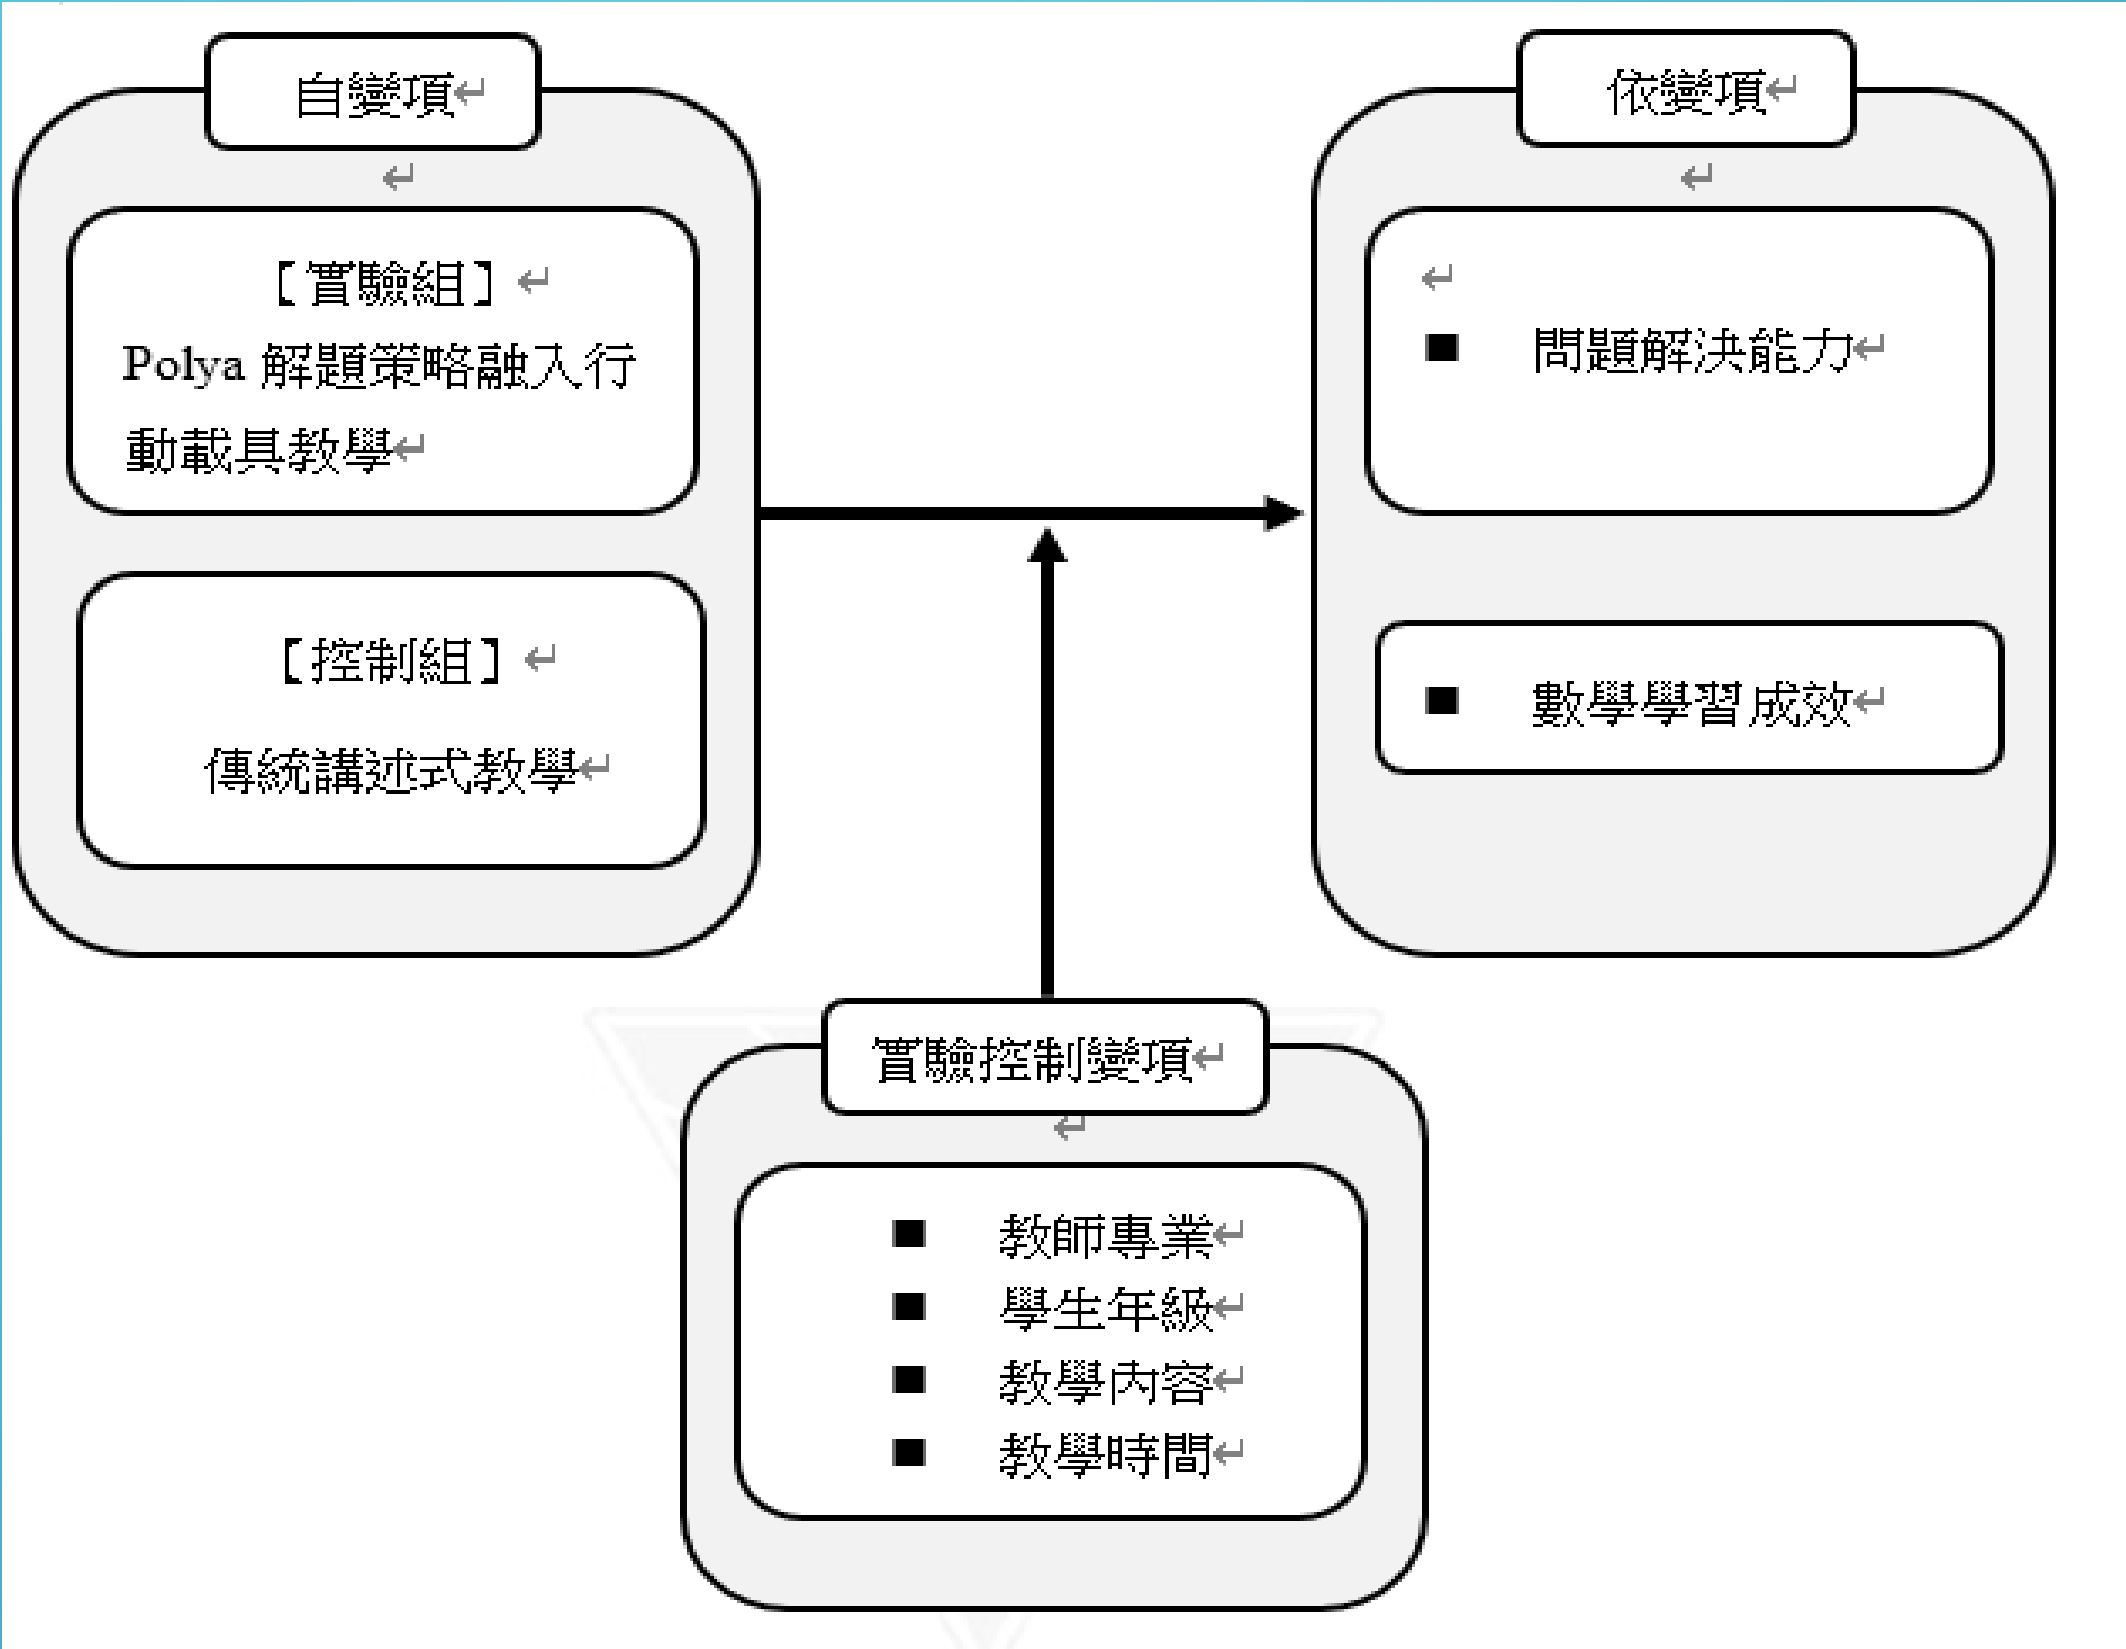 自變項
【實驗組】
Polya 解題策略融入行
動載具教學
【控制組】
傳統講述式教學
依變項
■ 問題解決能力
■ 數學學習成效
實驗控制變項
■ 教師專業
■ 學生年級
■ 教學內容
■ 教學時間